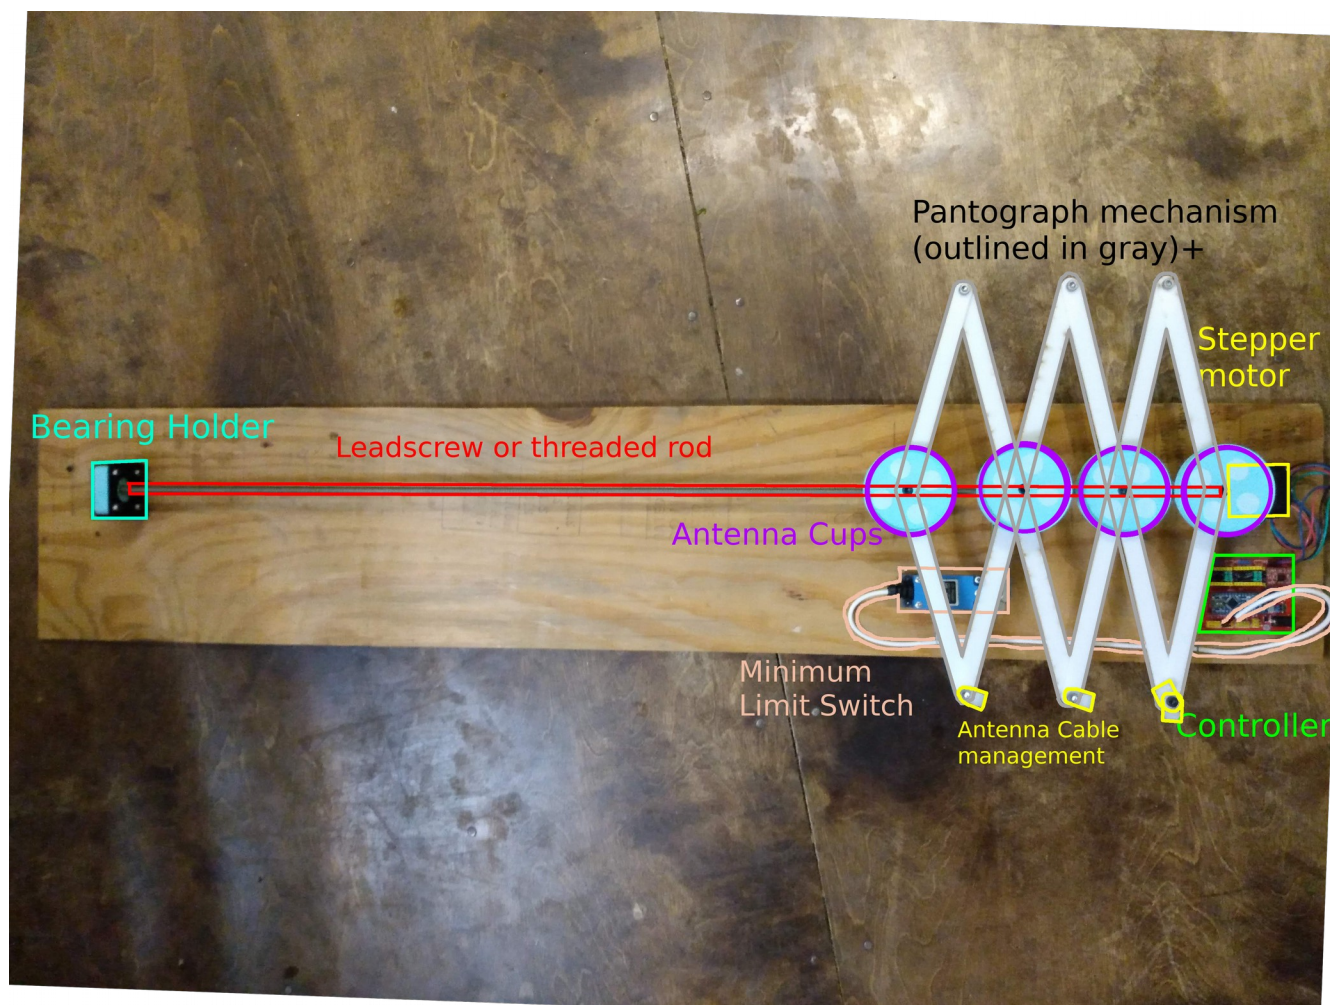 Pantograph mechanism
(outlined in gray)+
Stepper
motor
Bearing Holder
Leadscrew or threaded rod
Antenna Cups
Minimum
Limit Switch
Antenna Cable
management
Controller